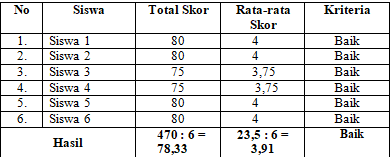 No Siswa Total Skor Rata-rata Skor Kriteria
1. Siswa 1 80 4 Baik
2. Siswa 2 80 4 Baik
3. Siswa 3 75 3,75 Baik
4. Siswa 4 75 3,75 Baik
5. Siswa 5 80 4 Baik
6. Siswa 6 80 4 Baik
Hasil 470 : 6 = 78,33 23,5 : 6 = 3,91 Baik